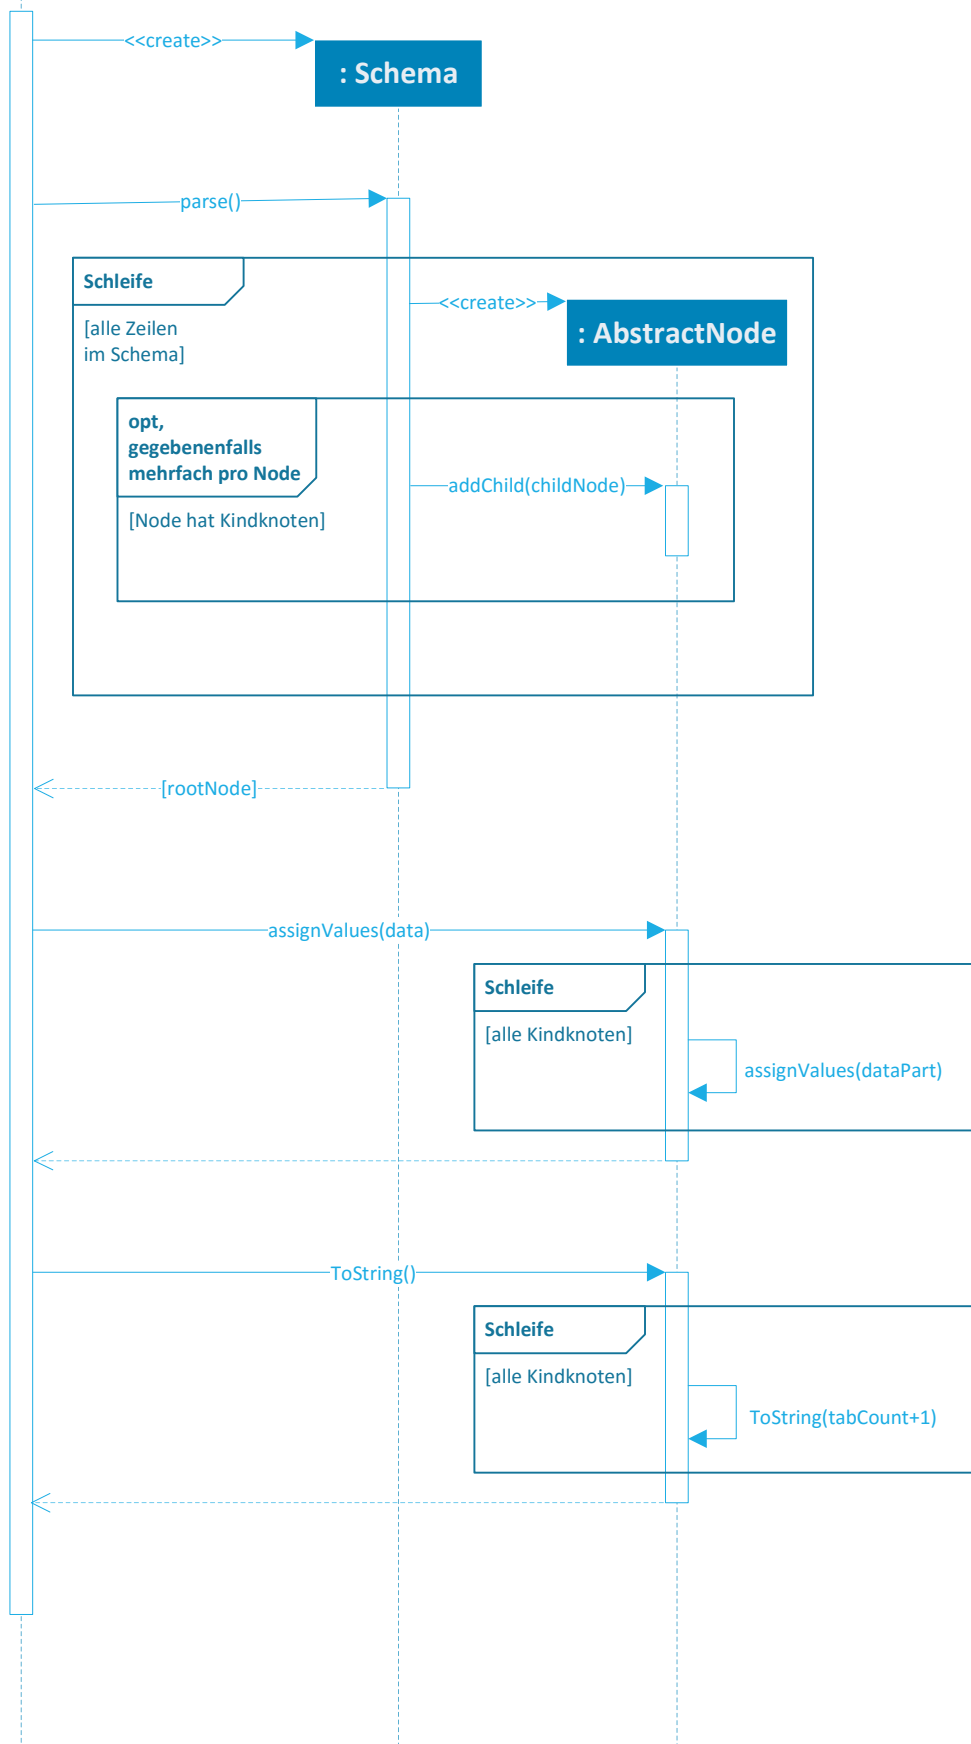 <<create>>
: Schema
parse()
Schleife
[alle Zeilen
im Schema]
<<create>>
: AbstractNode
opt,
gegebenenfalls
mehrfach pro Node
[Node hat Kindknoten]
addChild(childNode)
[rootNode]
assignValues(data)
Schleife
[alle Kindknoten]
assignValues(dataPart)
ToString()
Schleife
[alle Kindknoten]
ToString(tabCount+1)